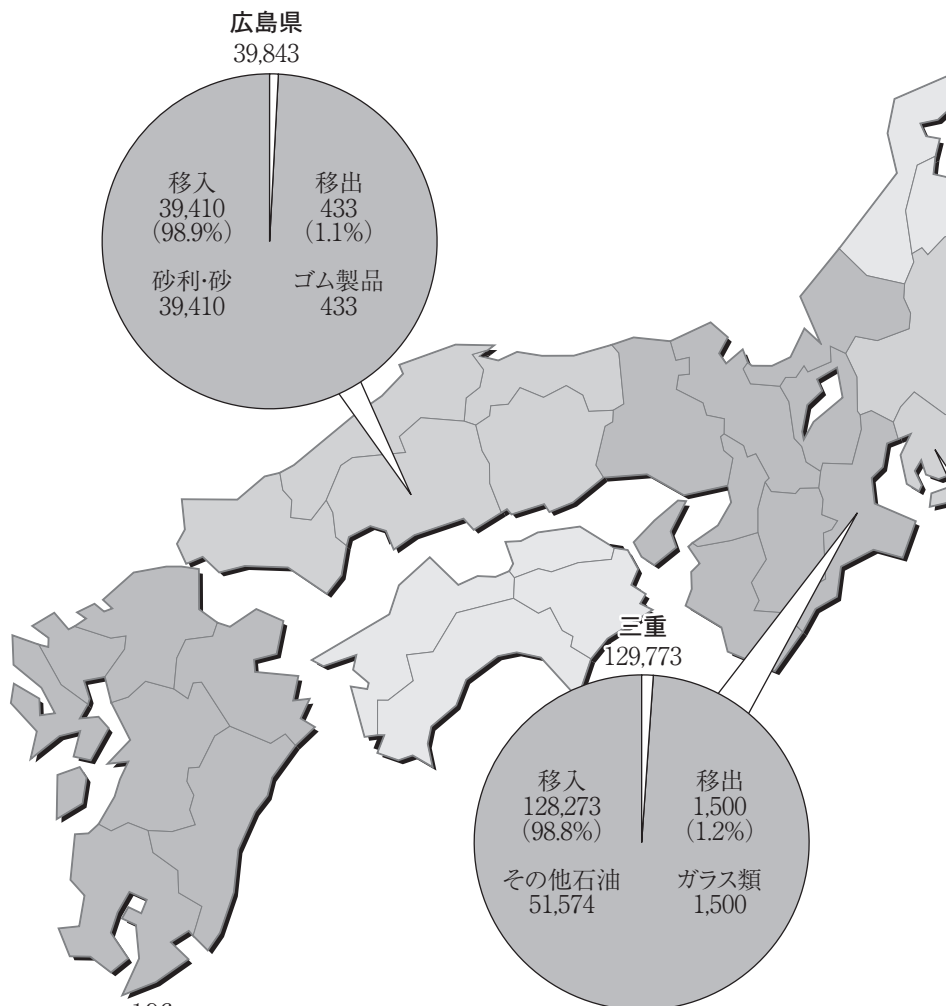 広島県
39,843
移入
39,410
(98.9%)
砂利·砂
39,410
移出
433
(1.1%)
ゴム製品
433
三重
129,773
移入
128,273
(98.8%)
その他石油
51,574
移出
1,500
(1.2%)
ガラス類
1,500